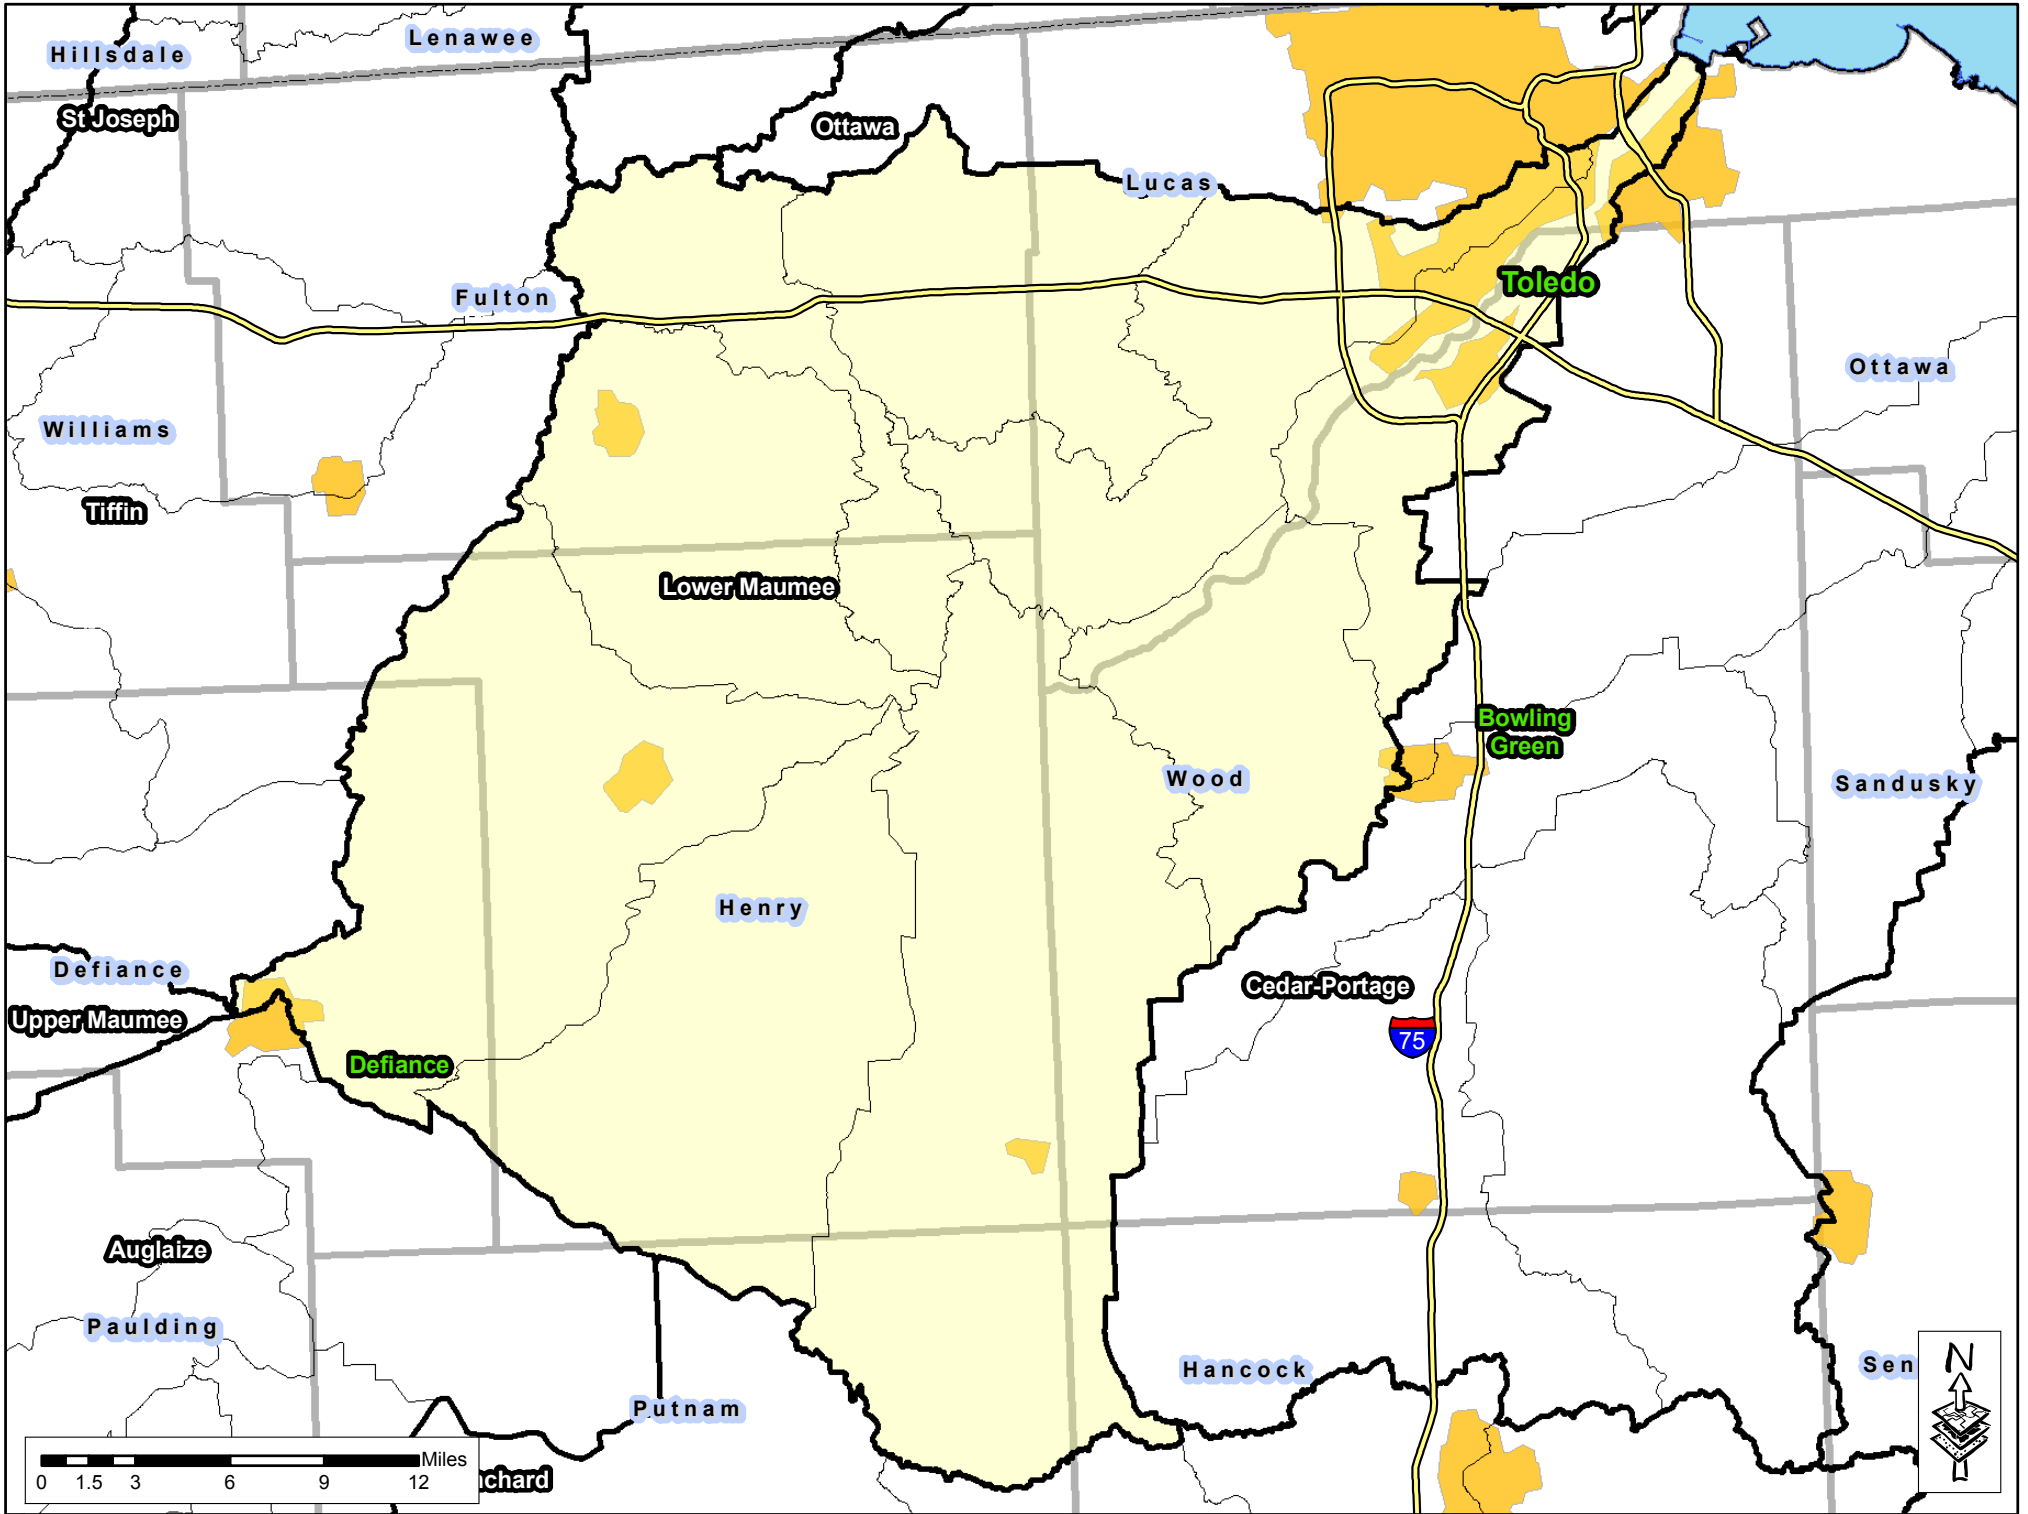 Hillsdale
Lenawee
St Joseph
Ottawa
Lucas
Fulton
Toledo
Ottawa
Williams
Tiffin
Lower Maumee
Bowling
Green
Wood
Sandusky
Henry
Defiance
Cedar-Portage
Upper Maumee
75
Defiance
Auglaize
Paulding
Hancock
Sen
N
Putnam
Miles
0 1.5 3 6 9 12
chard